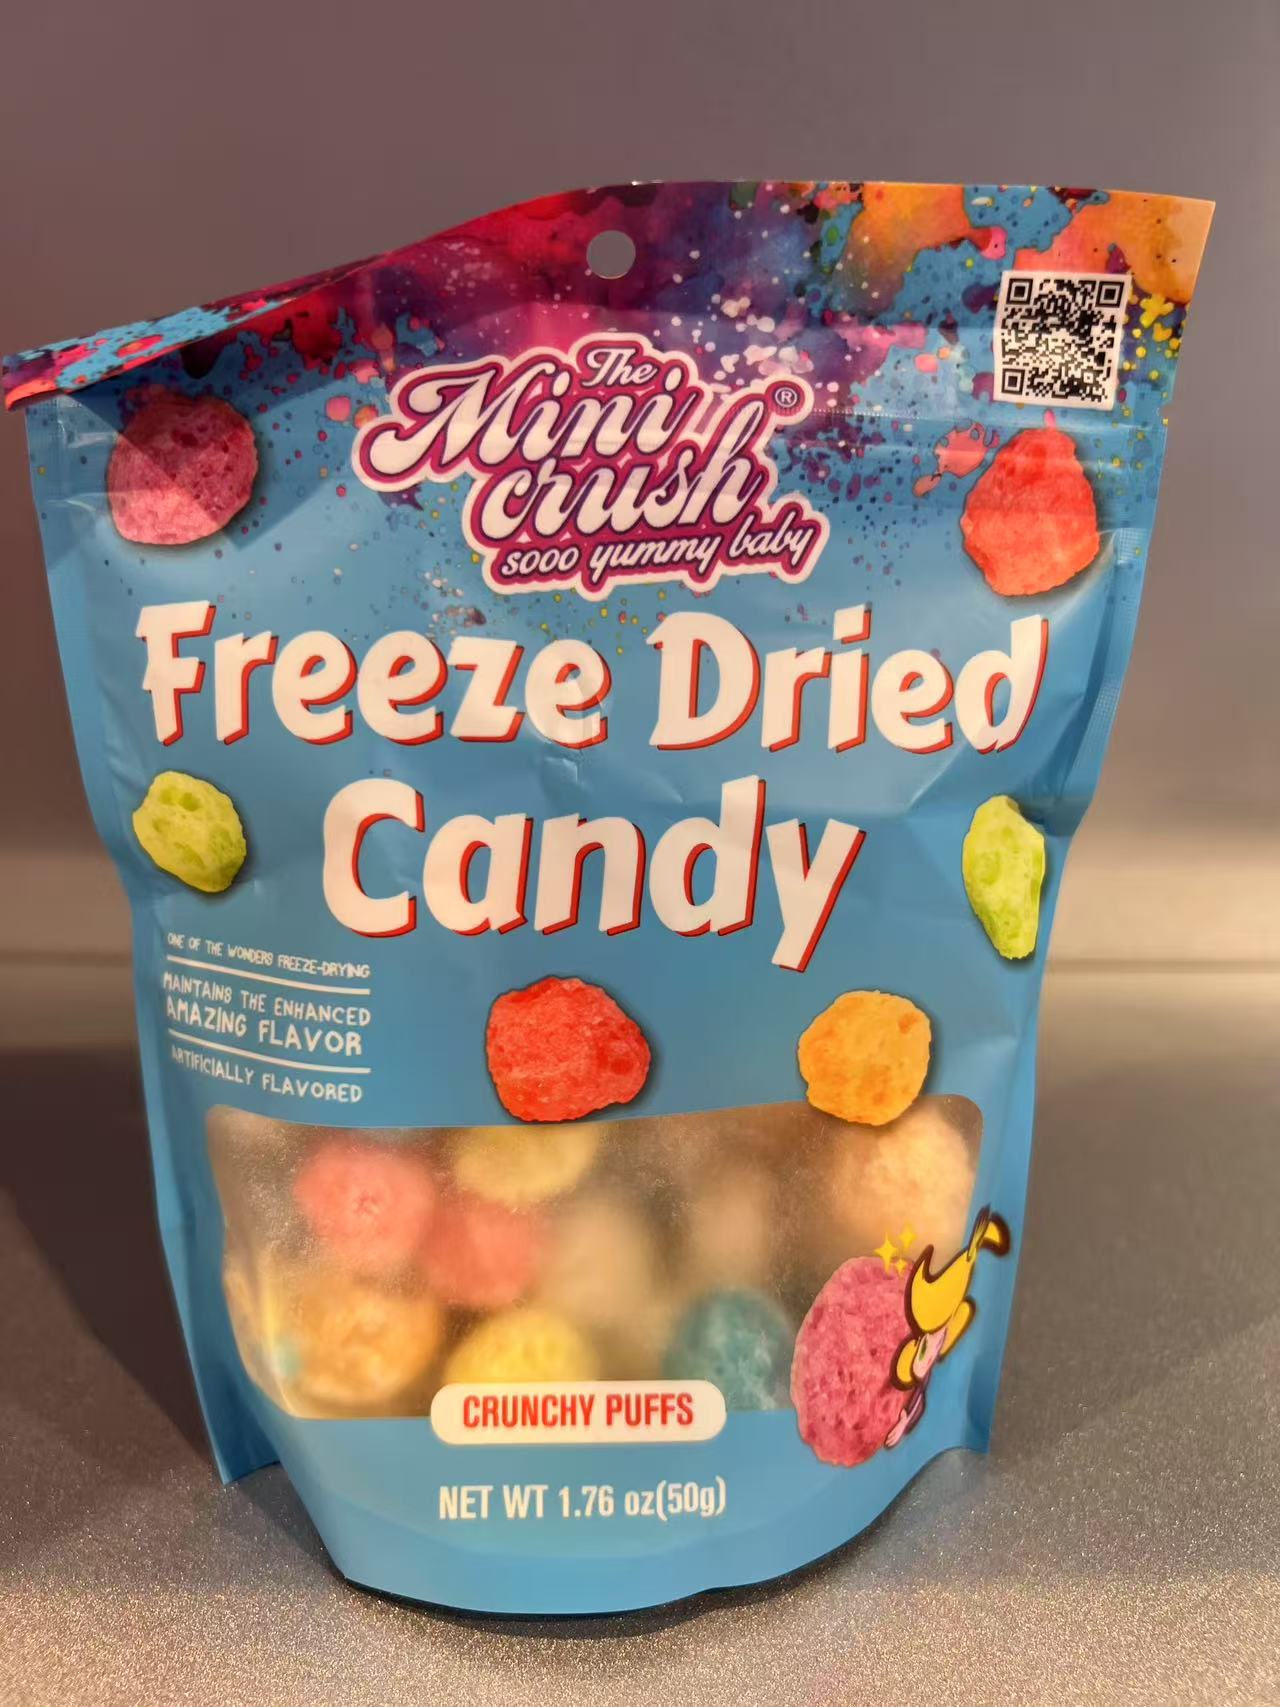 The
Mini
crush®
sooo yummy baby
Freeze Dried
Candy
ONE OF THE WONDERS FREEZE-DRYING
MAINTAINS THE ENHANCED
AMAZING FLAVOR
ARTIFICIALLY FLAVORED
CRUNCHY PUFFS
NET WT 1.76 oz(50g)